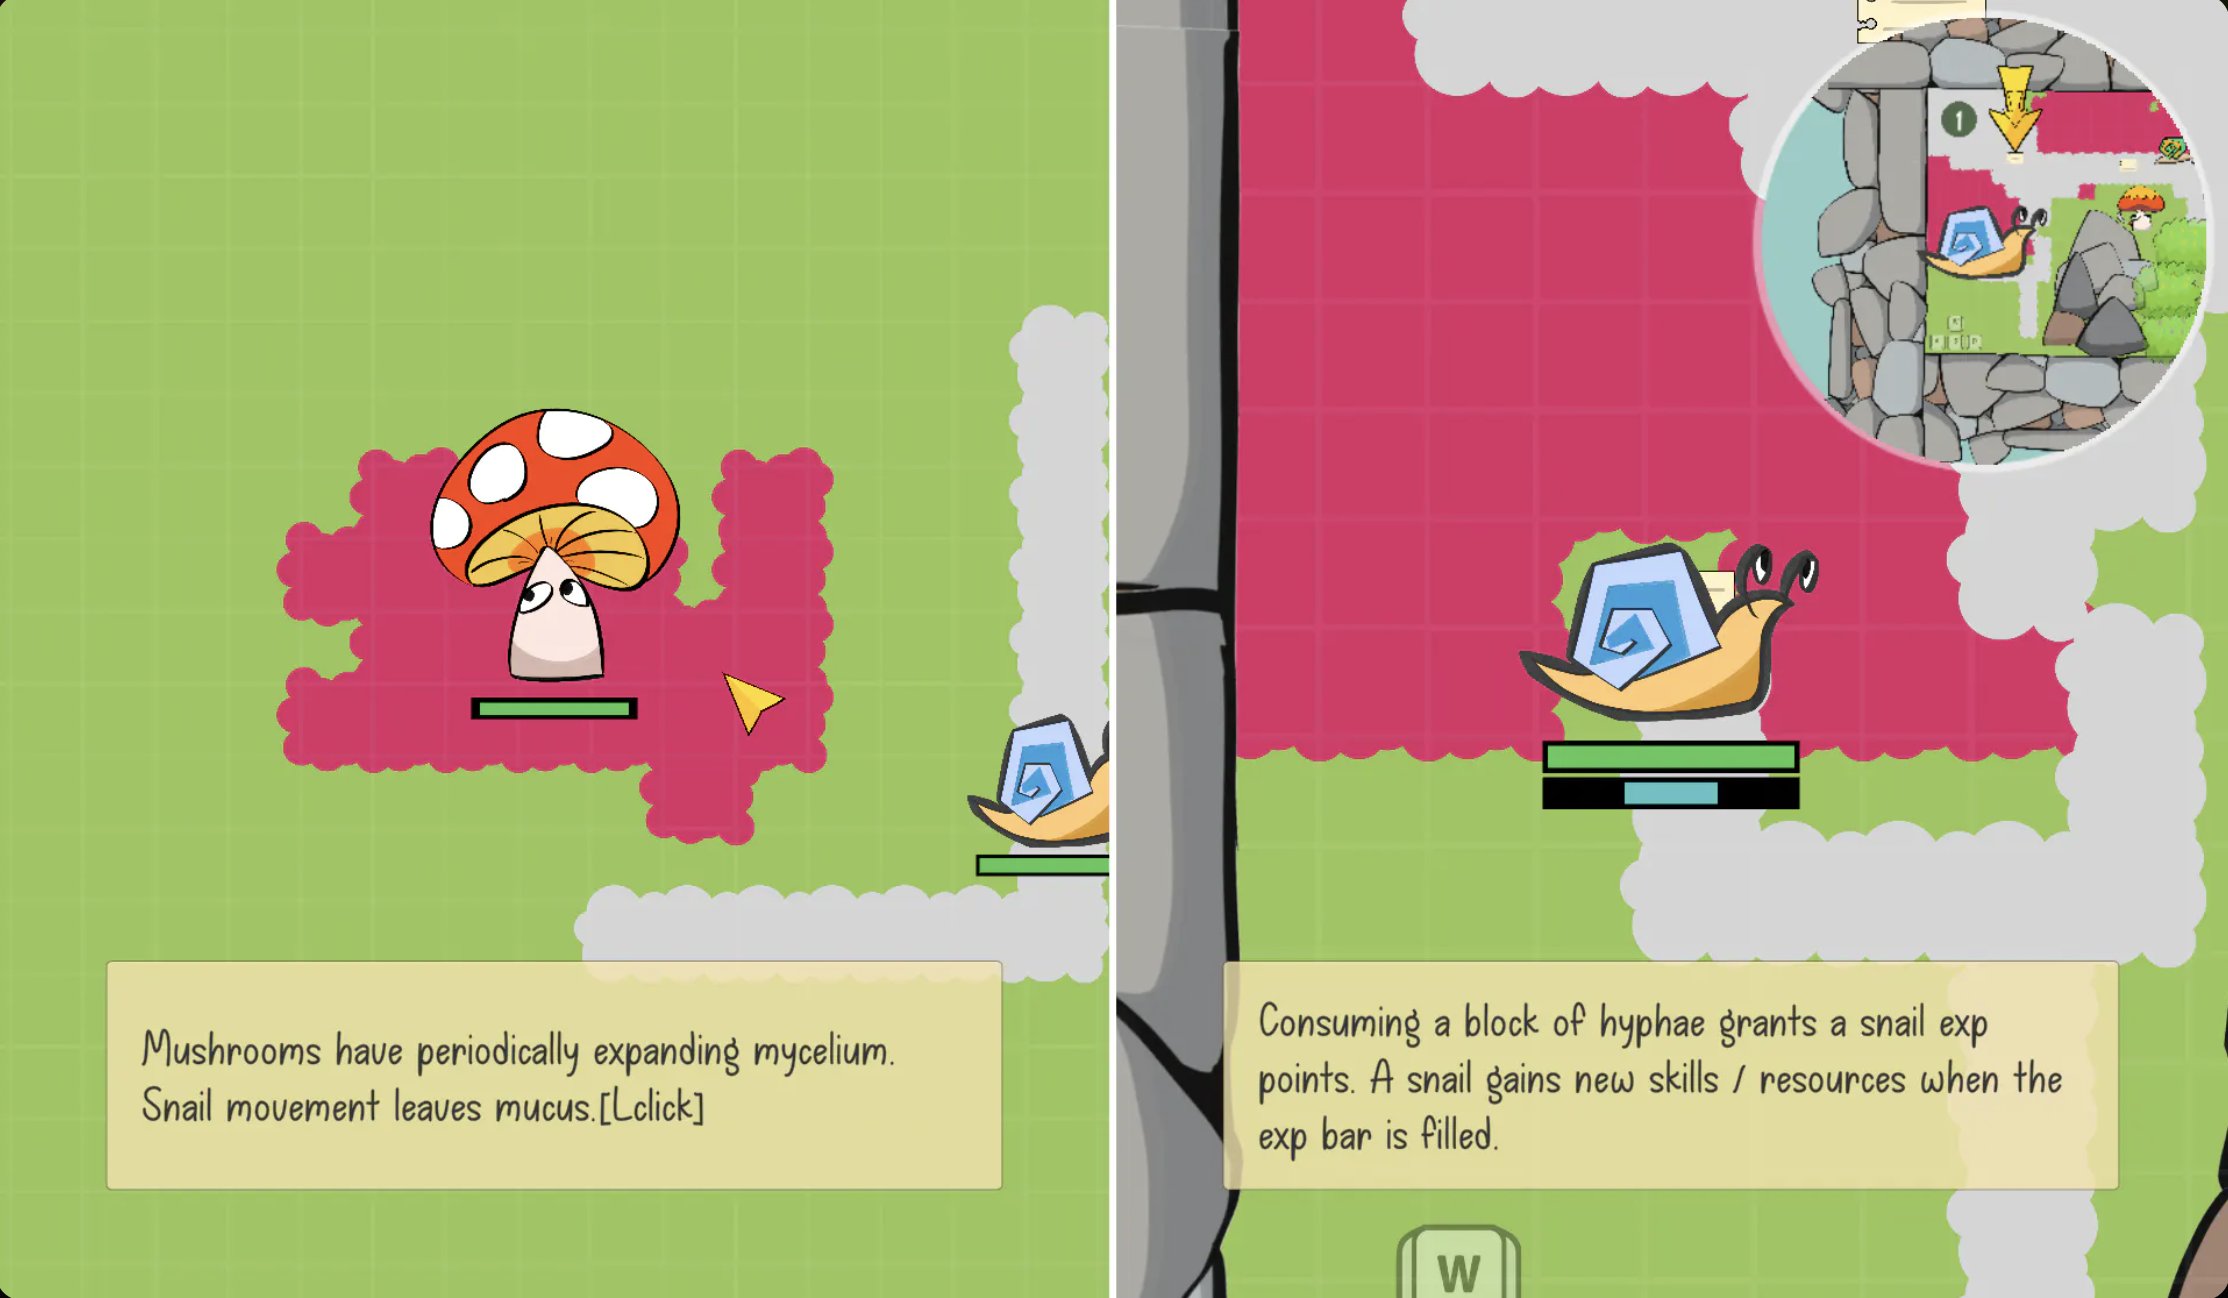 Mushrooms have periodically expanding mycelium.
Snail movement leaves mucus.[Lclick]
1
Consuming a block of hyphae grants a snail exp
points. A snail gains new skills / resources when the
exp bar is filled.
W